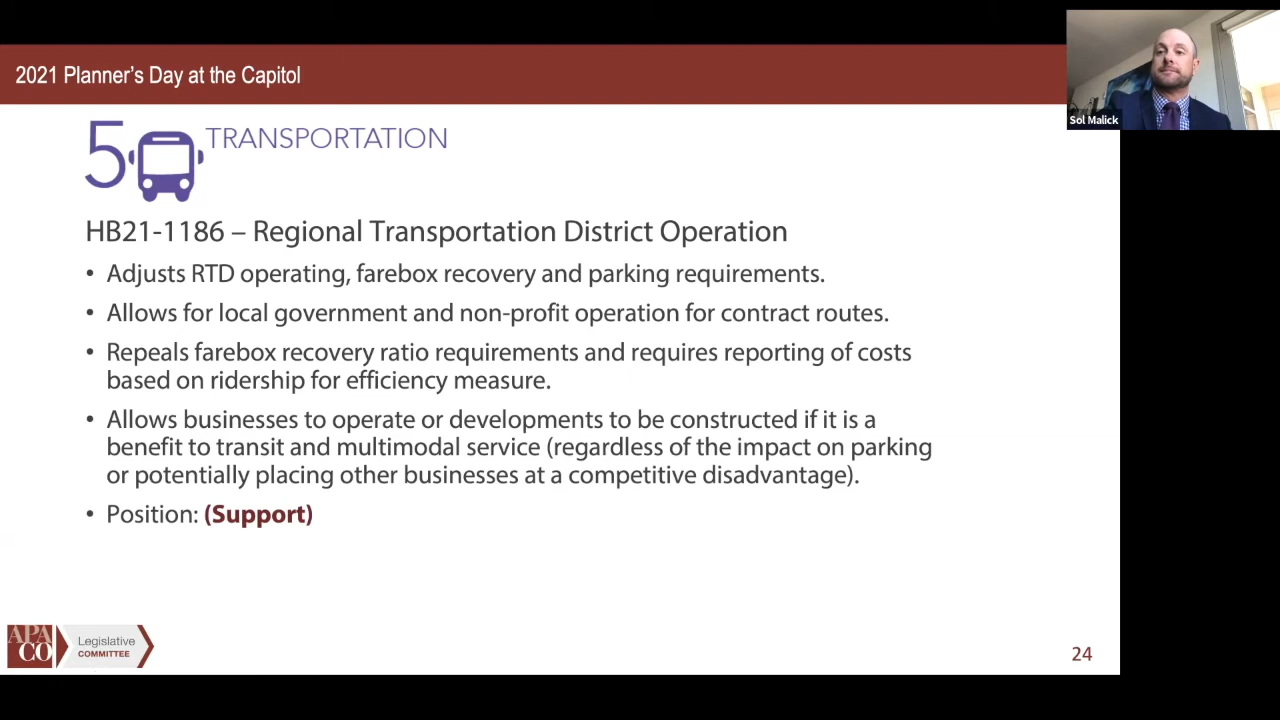 2021 Planner's Day at the Capitol
Sol Malick
5 TRANSPORTATION
HB21-1186 – Regional Transportation District Operation
• Adjusts RTD operating, farebox recovery and parking requirements.
• Allows for local government and non-profit operation for contract routes.
• Repeals farebox recovery ratio requirements and requires reporting of costs
based on ridership for efficiency measure.
• Allows businesses to operate or developments to be constructed if it is a
benefit to transit and multimodal service (regardless of the impact on parking
or potentially placing other businesses at a competitive disadvantage).
• Position: (Support)
APA
CO
Legislative
COMMITTEE
24